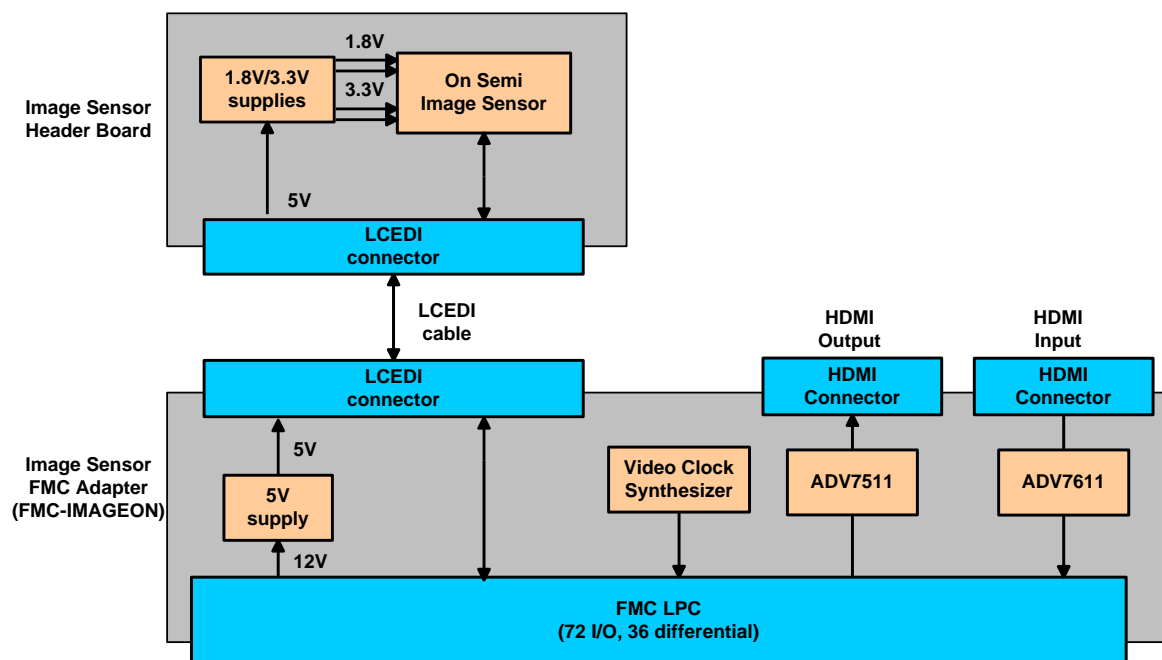 1.8V
1.8V/3.3V
supplies
3.3V
On Semi
Image Sensor
Image Sensor
Header Board
5V
LCEDI
connector
LCEDI
cable
HDMI
Output
HDMI
Input
LCEDI
connector
HDMI
Connector
HDMI
Connector
Image Sensor
FMC Adapter
(FMC-IMAGEON)
5V
5V
supply
12V
Video Clock
Synthesizer
ADV7511
ADV7611
FMC LPC
(72 I/O, 36 differential)